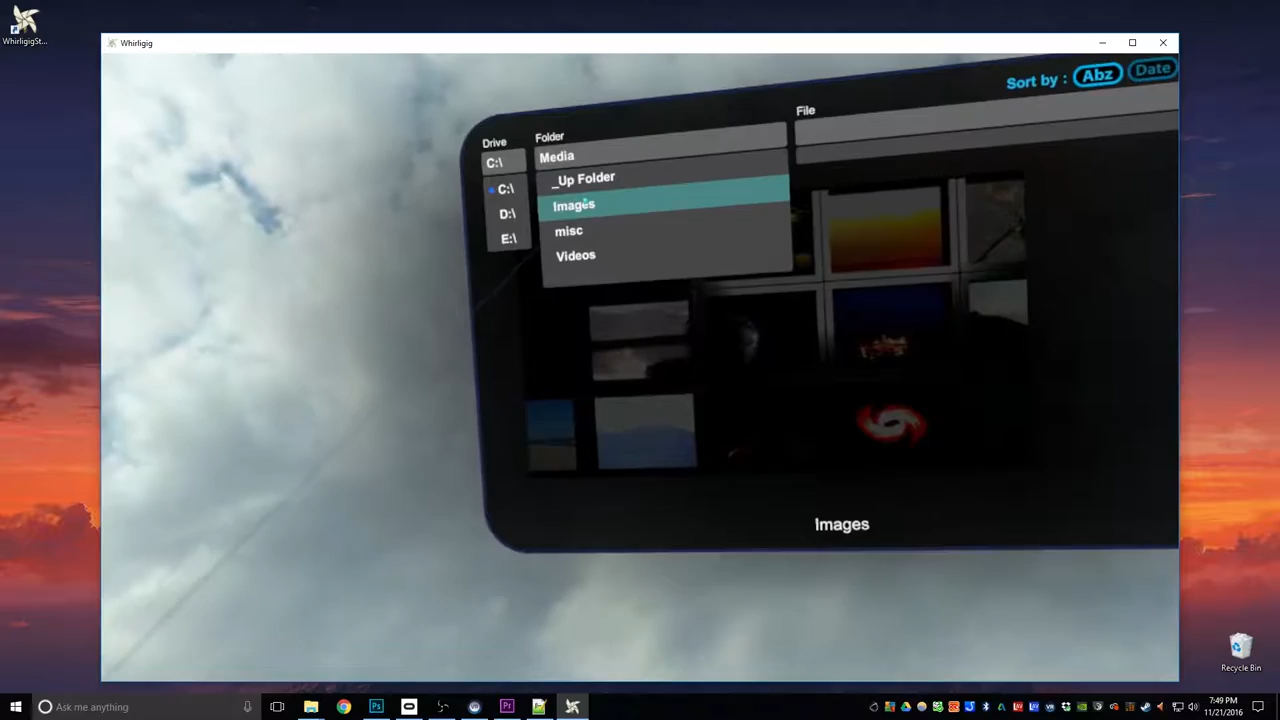 WhirligigSt...
Whirligig
Sort by :
Abz
Date
Drive
Folder
File
C:\
Media
C:\
_Up Folder
D:\
Images
E:\
misc
Videos
Images
Recycle Bin
Ask me anything
7:49 PM
11/21/2016